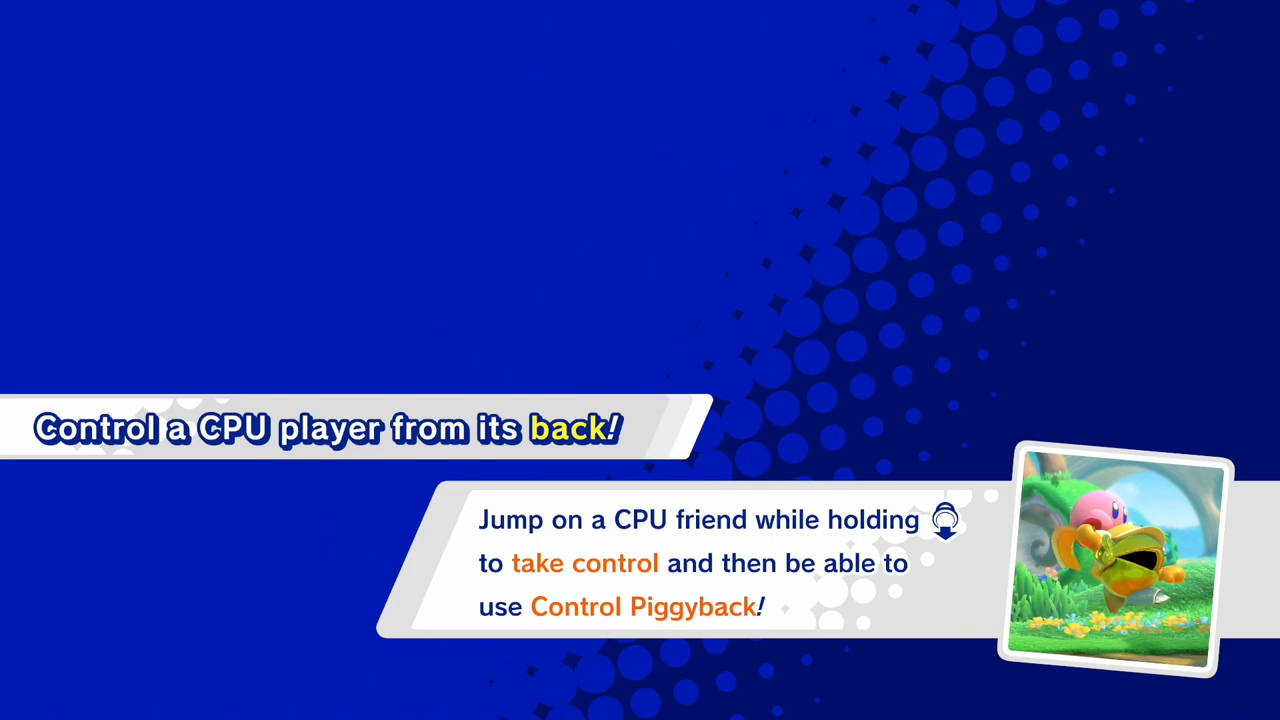 Control a CPU player from its back!
Jump on a CPU friend while holding
to take control and then be able to
use Control Piggyback!